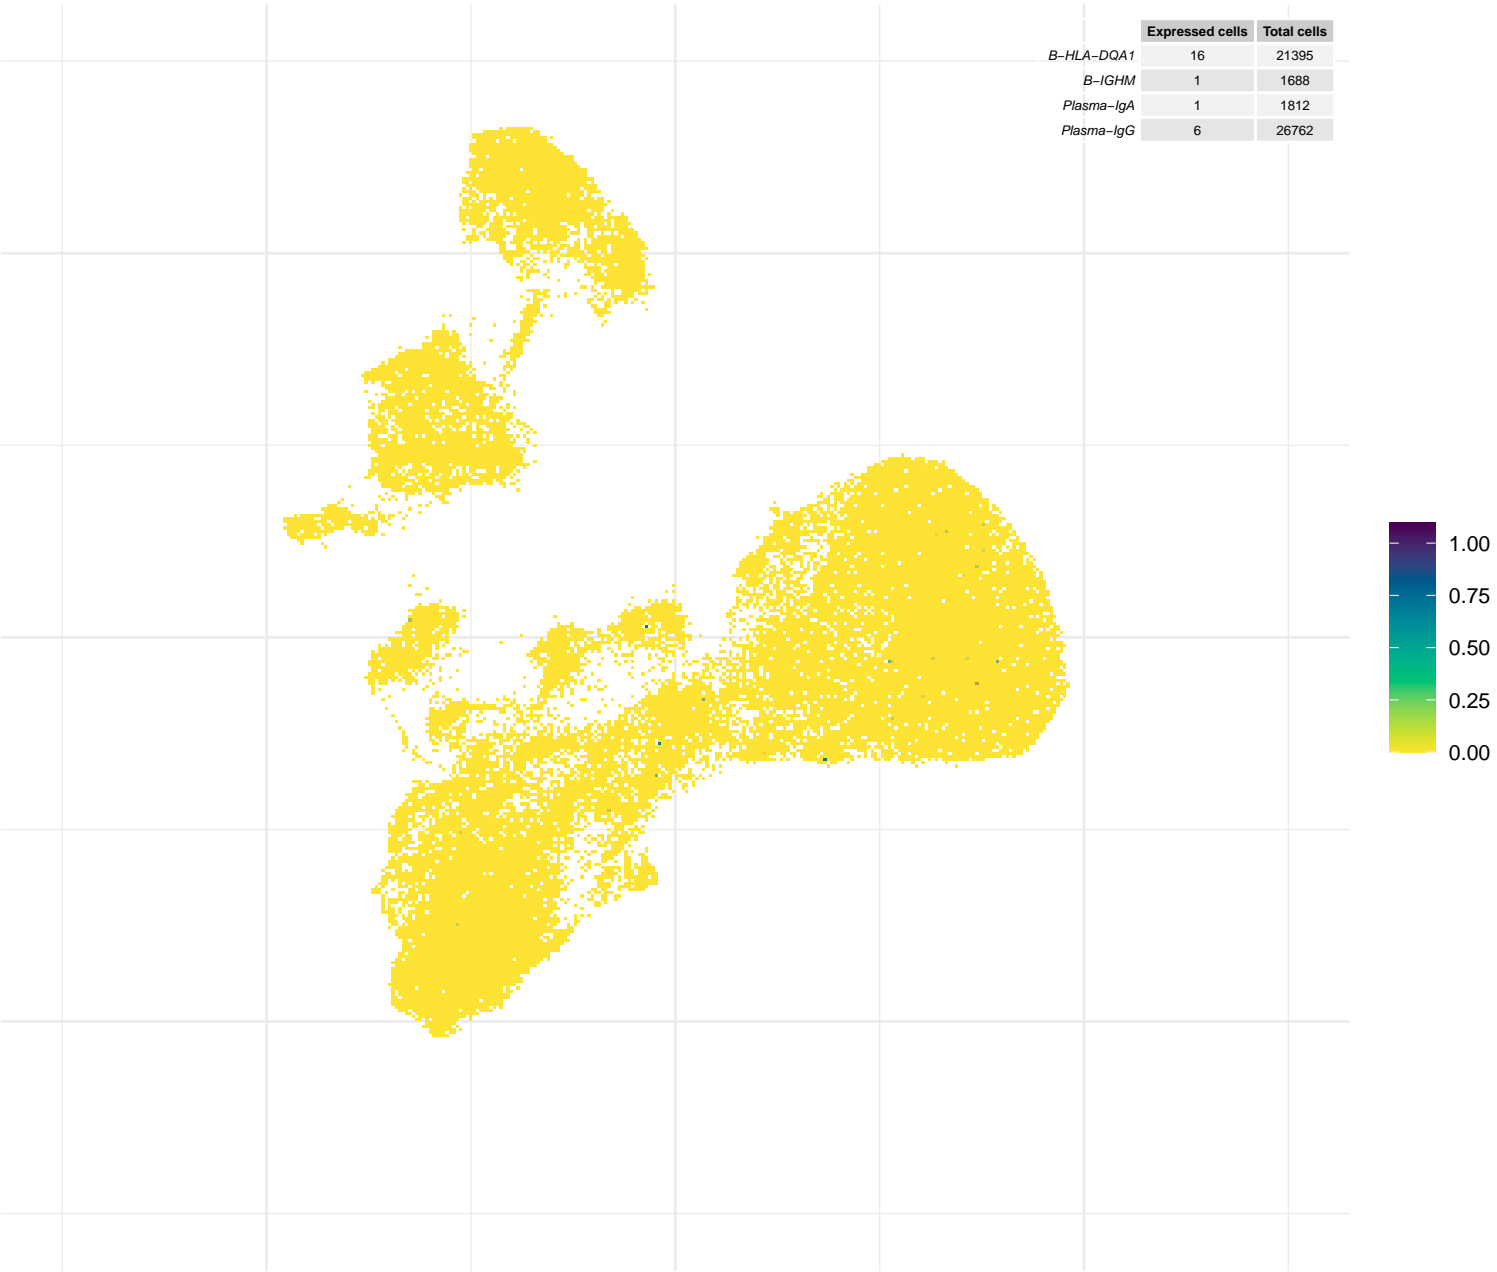 Expressed cells Total cells
B−HLA−DQA1 16 21395
B−IGHM 1 1688
Plasma−IgA 1 1812
Plasma−IgG 6 26762
1.00
0.75
0.50
0.25
0.00